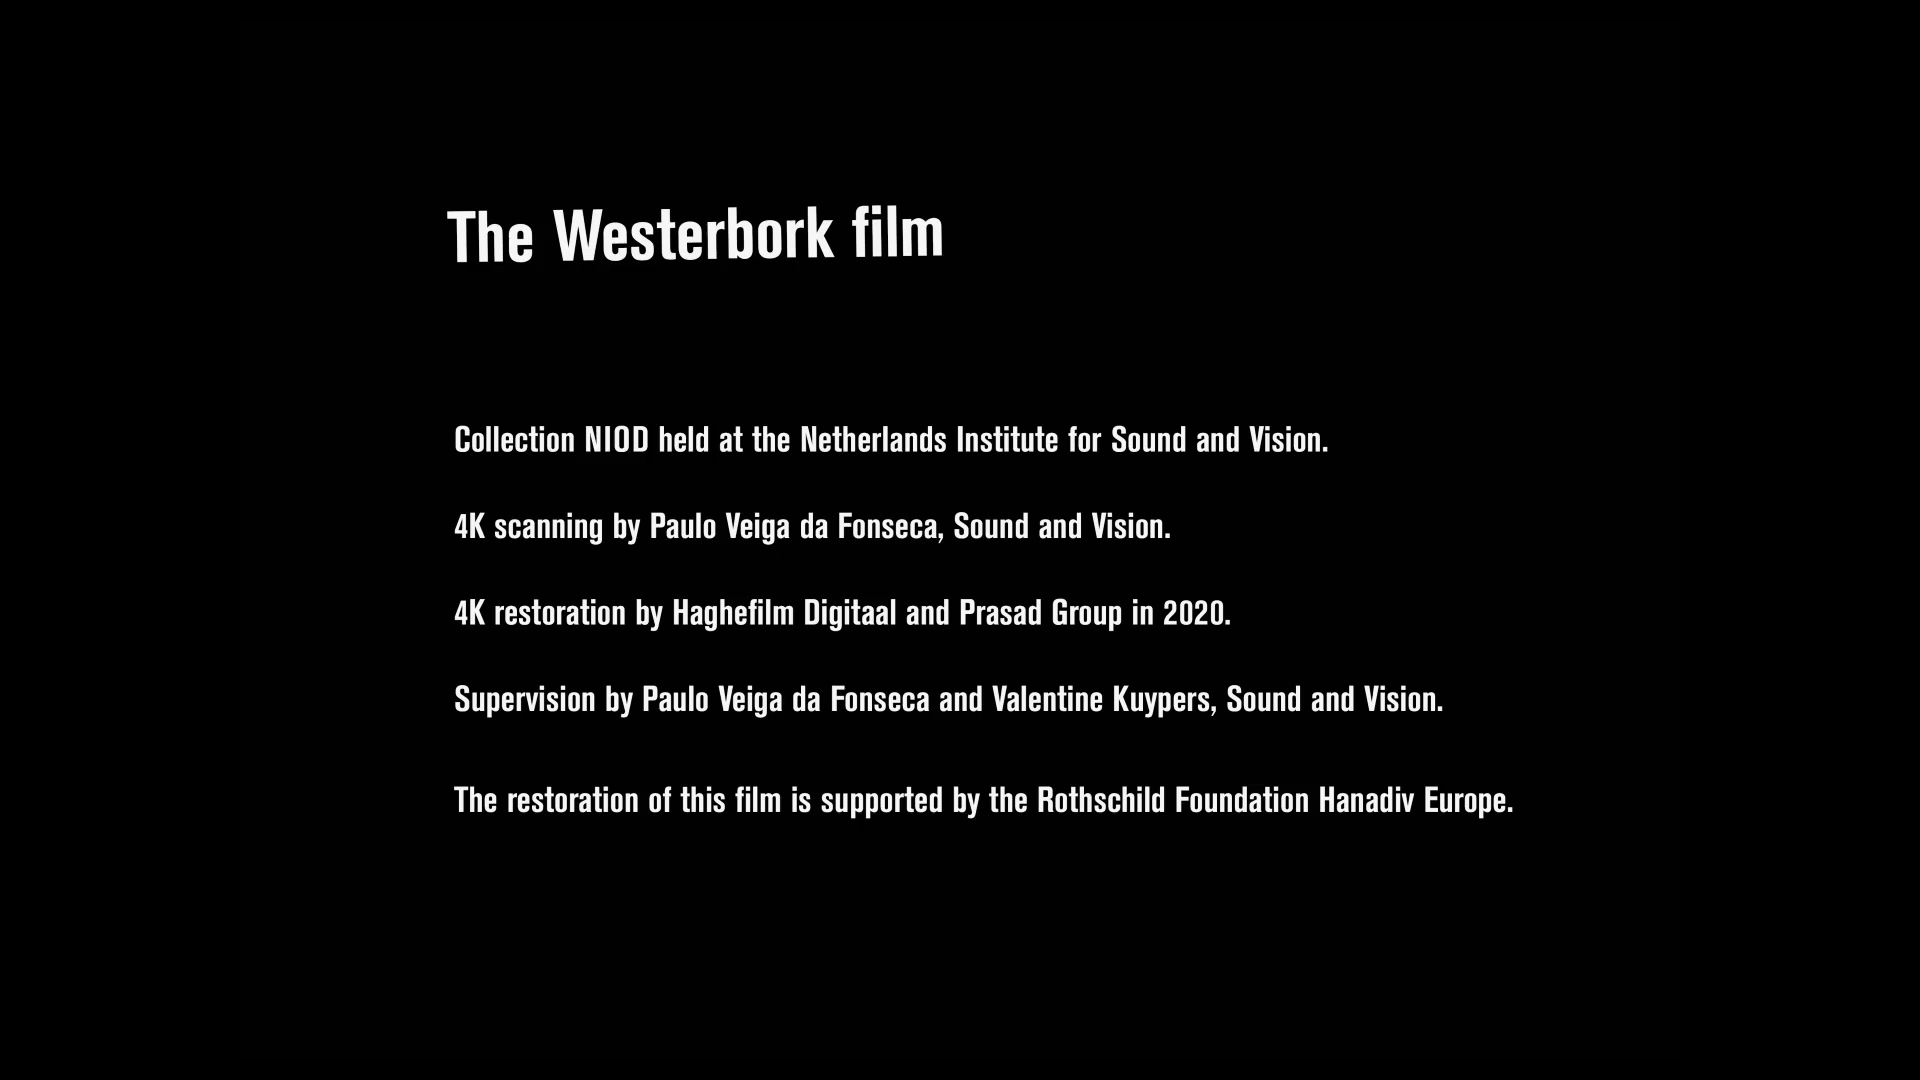 The Westerbork film
Collection NIOD held at the Netherlands Institute for Sound and Vision.
4K scanning by Paulo Veiga da Fonseca, Sound and Vision.
4K restoration by Haghefilm Digitaal and Prasad Group in 2020.
Supervision by Paulo Veiga da Fonseca and Valentine Kuypers, Sound and Vision.
The restoration of this film is supported by the Rothschild Foundation Hanadiv Europe.